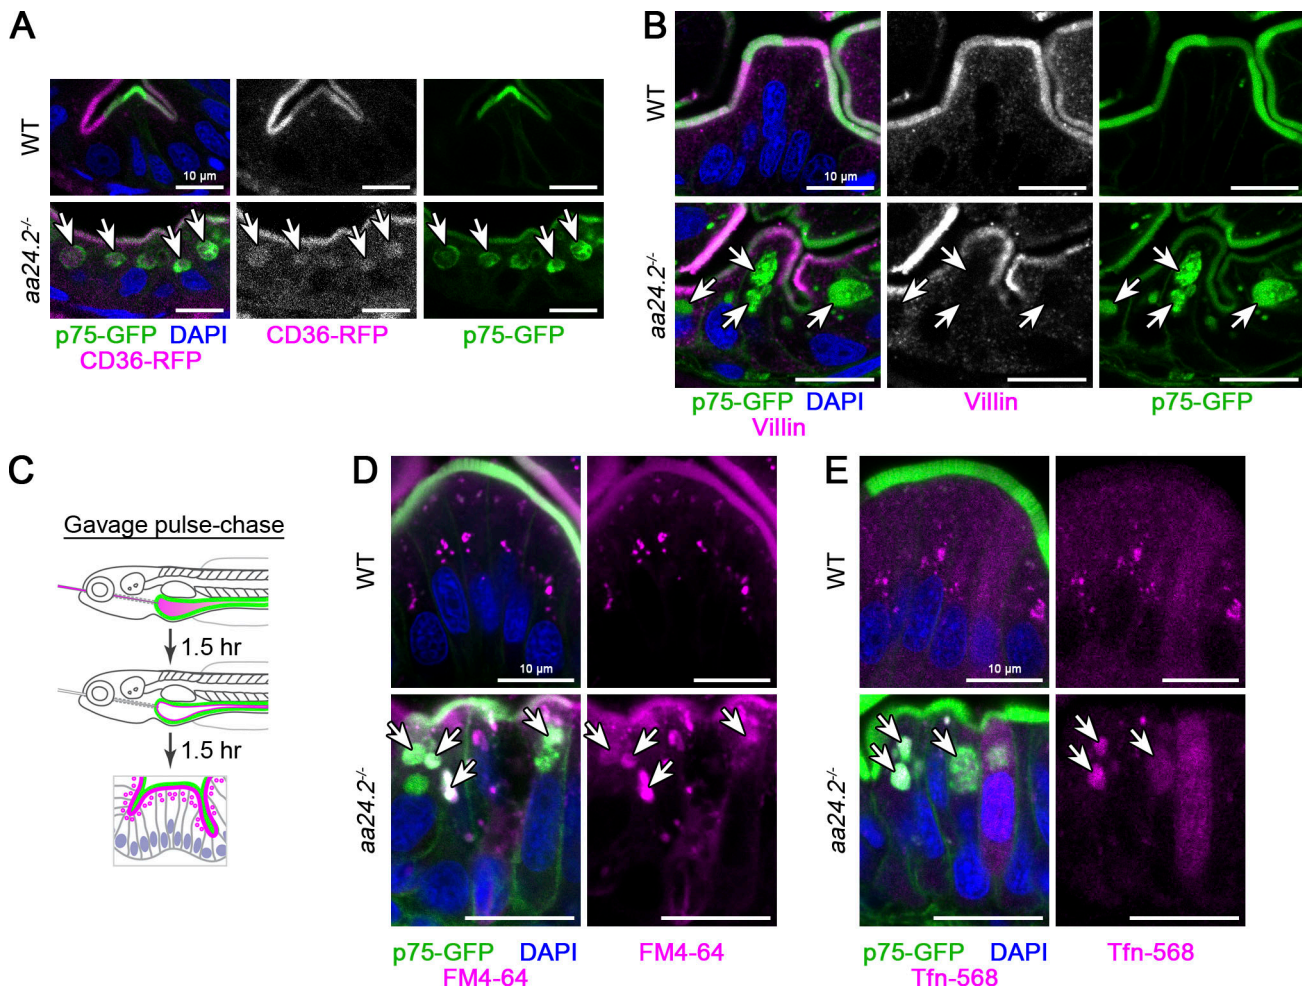 A
WT
10 µm
aa24.2-/-
p75-GFP DAPI
CD36-RFP
CD36-RFP
p75-GFP
B
WT
10 µm
aa24.2-/-
p75-GFP DAPI
Villin
Villin
p75-GFP
C
Gavage pulse-chase
1.5 hr
1.5 hr
D
WT
10 µm
aa24.2-/-
p75-GFP DAPI
FM4-64
FM4-64
E
WT
10 µm
aa24.2-/-
p75-GFP DAPI
Tfn-568
Tfn-568